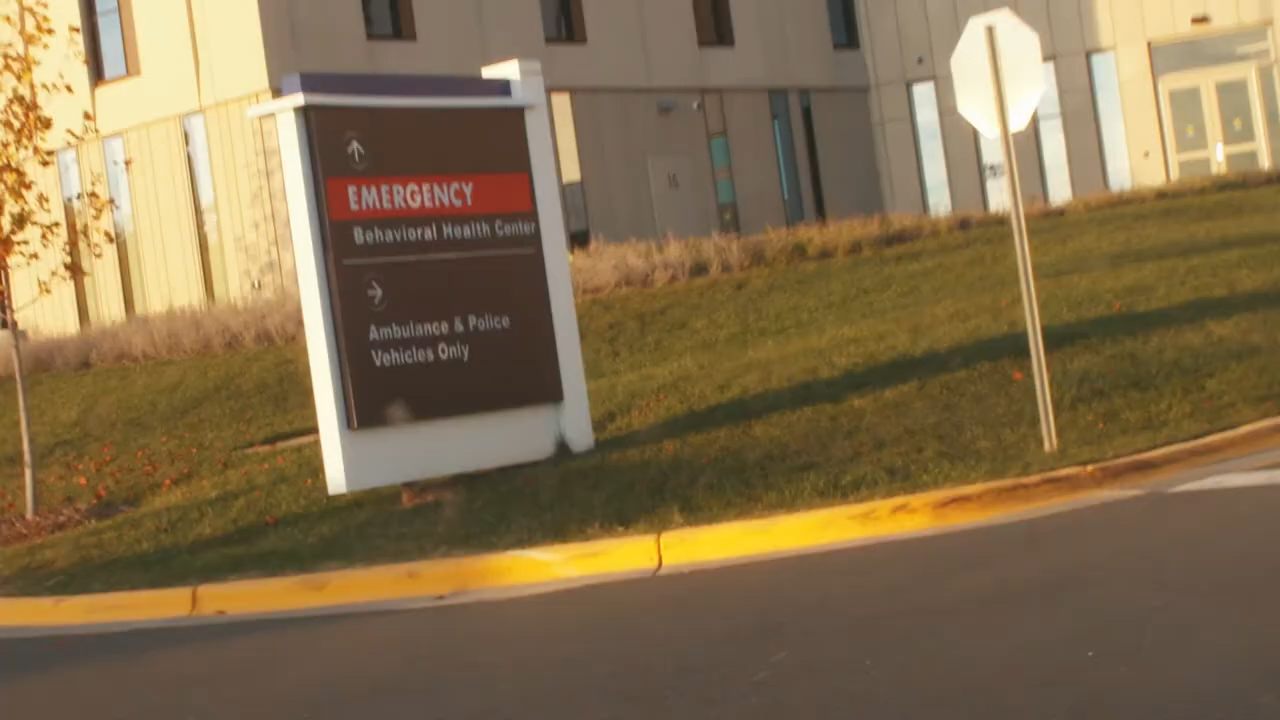 EMERGENCY
Behavioral Health Center
Ambulance & Police
Vehicles Only